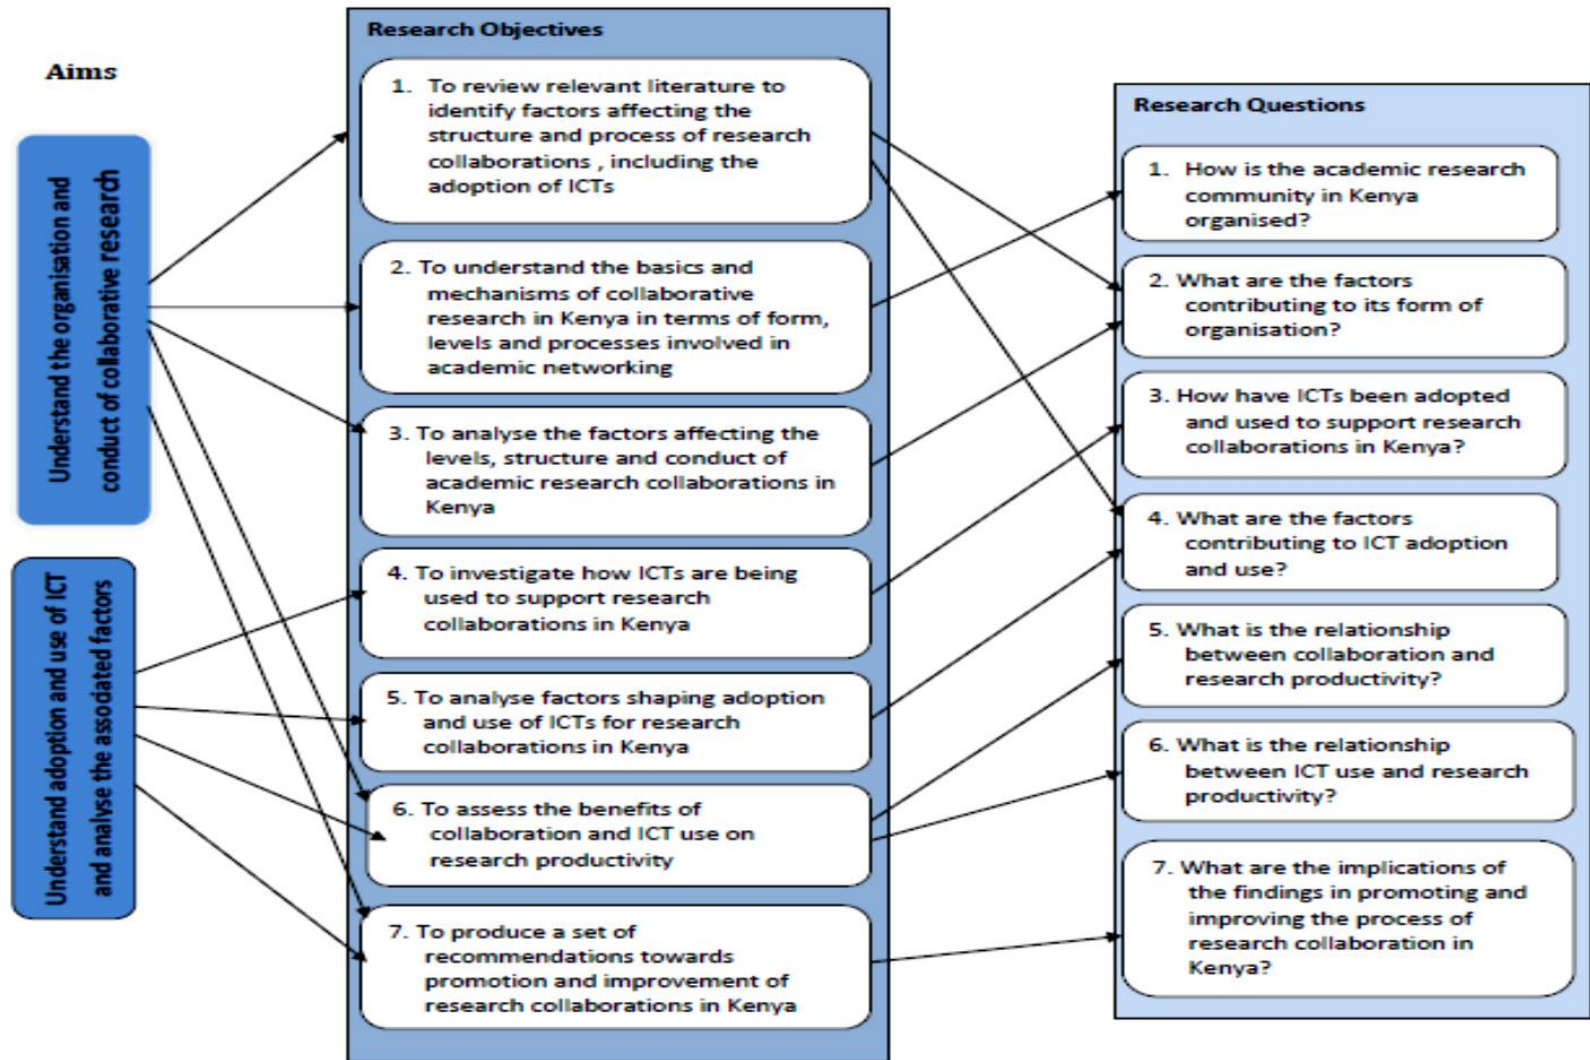 Aims
Understand the organisation and
conduct of collaborative research
Understand adoption and use of ICT
and analyse the assodated factors
Research Objectives
1. To review relevant literature to
identify factors affecting the
structure and process of research
collaborations , including the
adoption of ICTs
2. To understand the basics and
mechanisms of collaborative
research in Kenya in terms of form,
levels and processes involved in
academic networking
3. To analyse the factors affecting the
levels, structure and conduct of
academic research collaborations in
Kenya
4. To investigate how ICTs are being
used to support research
collaborations in Kenya
5. To analyse factors shaping adoption
and use of ICTs for research
collaborations in Kenya
6. To assess the benefits of
collaboration and ICT use on
research productivity
7. To produce a set of
recommendations towards
promotion and improvement of
research collaborations in Kenya
Research Questions
1. How is the academic research
community in Kenya
organised?
2. What are the factors
contributing to its form of
organisation?
3. How have ICTs been adopted
and used to support research
collaborations in Kenya?
4. What are the factors
contributing to ICT adoption
and use?
5. What is the relationship
between collaboration and
research productivity?
6. What is the relationship
between ICT use and research
productivity?
7. What are the implications of
the findings in promoting and
improving the process of
research collaboration in
Kenya?